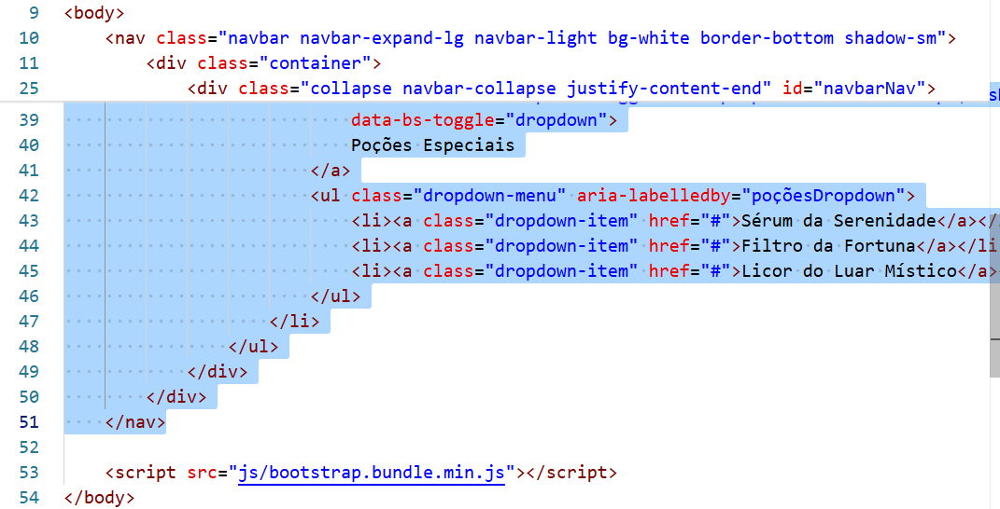 9 <body>
10 <nav class="navbar navbar-expand-lg navbar-light bg-white border-bottom shadow-sm">
11 <div class="container">
25 <div class="collapse navbar-collapse justify-content-end" id="navbarNav">
39 data-bs-toggle="dropdown">
40 Poções Especiais
41 </a>
42 <ul class="dropdown-menu" aria-labelledby="poçõesDropdown">
43 <li><a class="dropdown-item" href="#">Sérum da Serenidade</a></
44 <li><a class="dropdown-item" href="#">Filtro da Fortuna</a></li
45 <li><a class="dropdown-item" href="#">Licor do Luar Místico</a>
46 </ul>
47 </li>
48 </ul>
49 </div>
50 </div>
51 </nav>
52
53 <script src="js/bootstrap.bundle.min.js"></script>
54 </body>